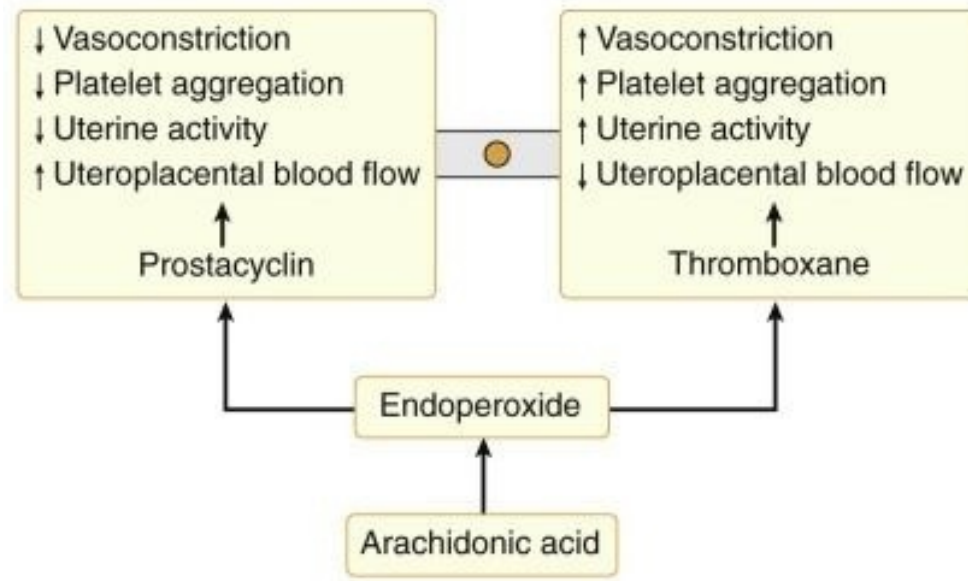 ↓ Vasoconstriction
↓ Platelet aggregation
↓ Uterine activity
↑ Uteroplacental blood flow
Prostacyclin
↑ Vasoconstriction
↑ Platelet aggregation
↑ Uterine activity
↓ Uteroplacental blood flow
Thromboxane
Endoperoxide
Arachidonic acid